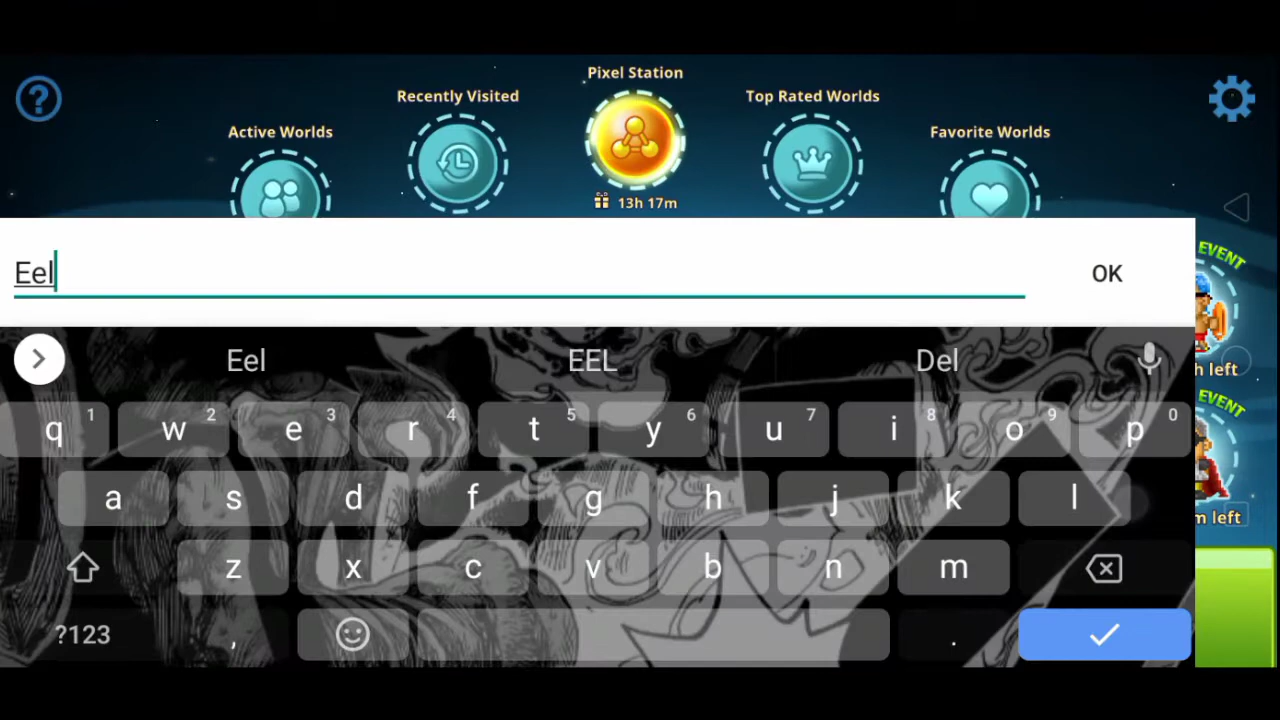 Pixel Station
Recently Visited
Top Rated Worlds
Active Worlds
Favorite Worlds
13h 17m
EVENT
Eel
OK
h left
Eel EEL Del
EVENT
q 1 w 2 e 3 r 4 t 5 y 6 u 7 i 8 o 9 p 0
a s d f g h j k l
m left
z x c v b n m
?123 , .